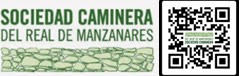 SOCIEDAD CAMINERA
DEL REAL DE MANZANARES